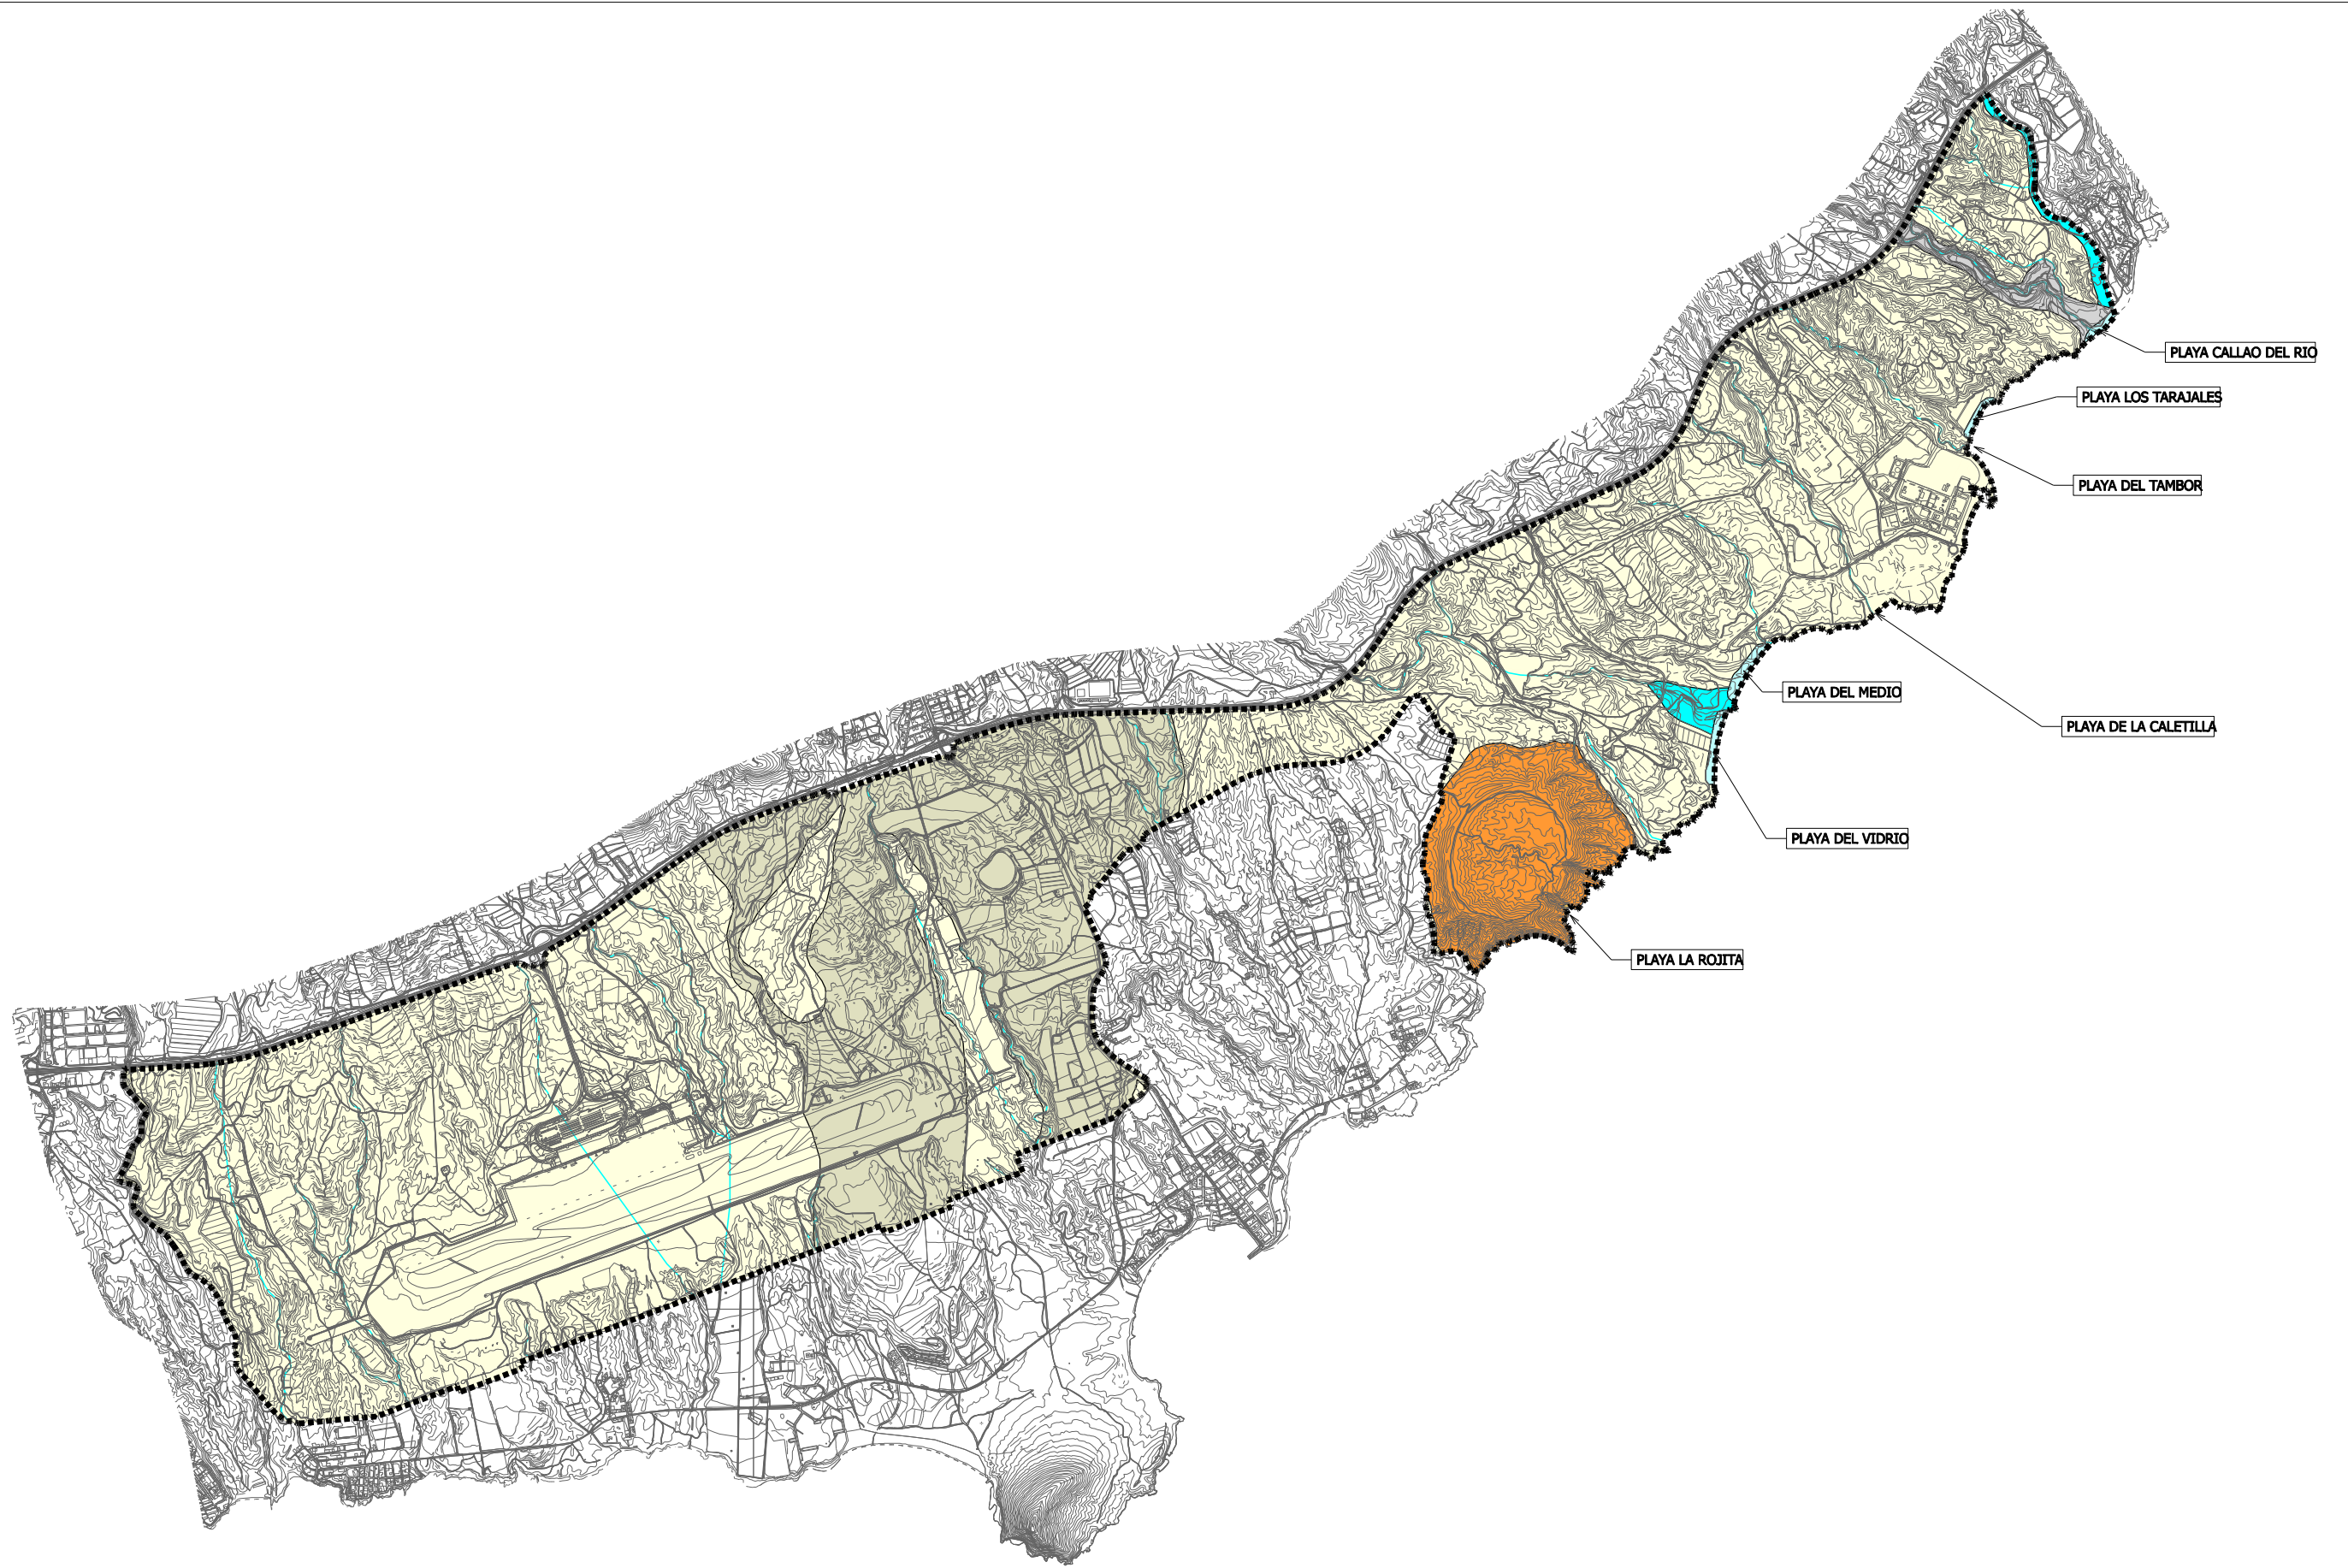 PLAYA CALLAO DEL RIO
PLAYA LOS TARAJALES
PLAYA DEL TAMBOR
PLAYA DEL MEDIO
PLAYA DE LA CALETILLA
PLAYA DEL VIDRIO
PLAYA LA ROJITA